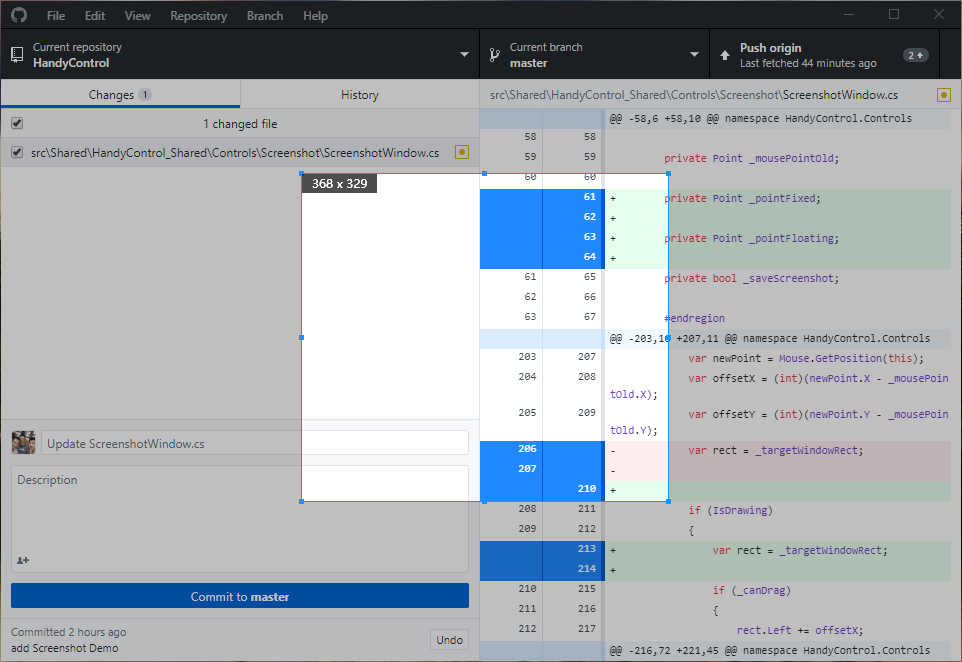 File Edit View Repository Branch Help
Current repository
HandyControl
Current branch
master
Push origin
Last fetched 44 minutes ago
2
Changes 1
History
src\Shared\HandyControl_Shared\Controls\Screenshot\ScreenshotWindow.cs
1 changed file
src\Shared\HandyControl_Shared\Controls\Screenshot\ScreenshotWindow.cs
368 x 329
Update ScreenshotWindow.cs
Description
Commit to master
Committed 2 hours ago
add Screenshot Demo
Undo
@@ -58,6 +58,10 @@ namespace HandyControl.Controls
58 58
59 59 private Point _mousePointOld;
60 60
61 + private Point _pointFixed;
62 +
63 + private Point _pointFloating;
64 +
61 65 private bool _saveScreenshot;
62 66
63 67 #endregion
@@ -203,10 +207,11 @@ namespace HandyControl.Controls
203 207 var newPoint = Mouse.GetPosition(this);
204 208 var offsetX = (int)(newPoint.X - _mousePoin
tOld.X);
205 209 var offsetY = (int)(newPoint.Y - _mousePoin
tOld.Y);
206 - var rect = _targetWindowRect;
207 -
210 +
208 211 if (IsDrawing)
209 212 {
213 + var rect = _targetWindowRect;
214 +
210 215 if (_canDrag)
211 216 {
212 217 rect.Left += offsetX;
@@ -216,72 +221,45 @@ namespace HandyControl.Controls